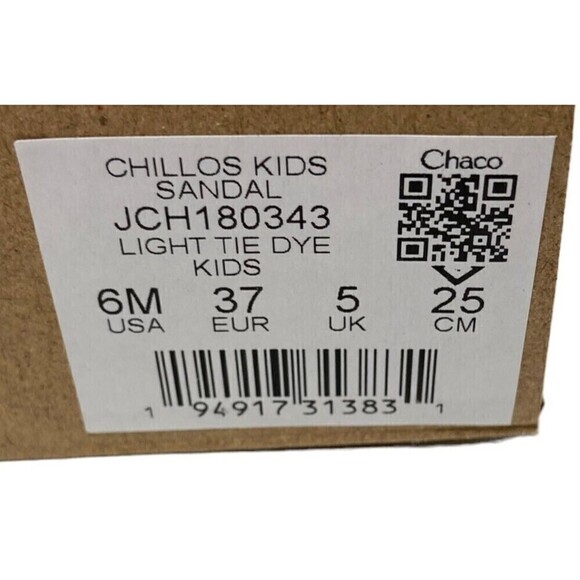 CHILLOS KIDS
SANDAL
JCH180343
LIGHT TIE DYE
KIDS
Chaco
6M 37 5 25
USA EUR UK CM
1 94917 31383 1